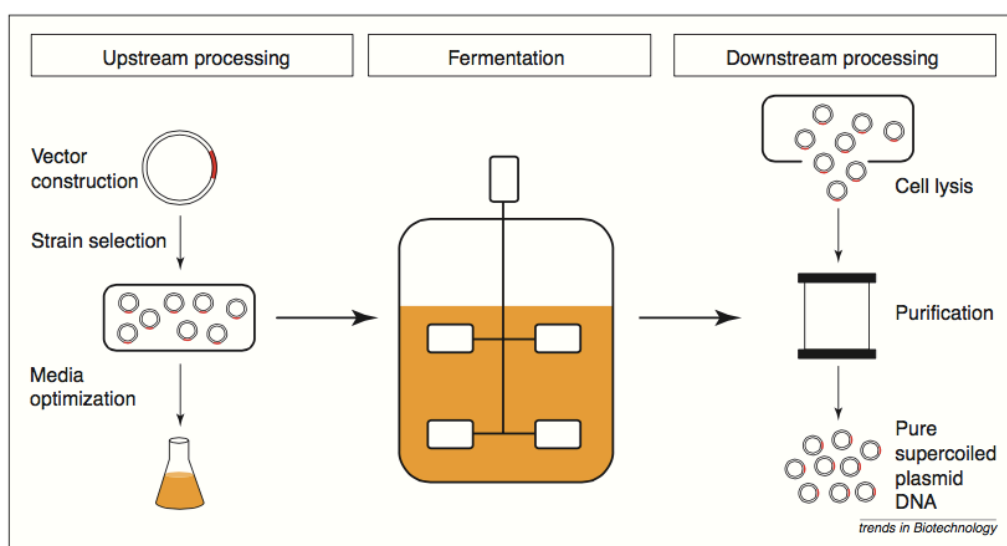 Upstream processing
Fermentation
Downstream processing
Vector
construction
Strain selection
Media
optimization
Cell lysis
Purification
Pure
supercoiled
plasmid
DNA
trends in Biotechnology